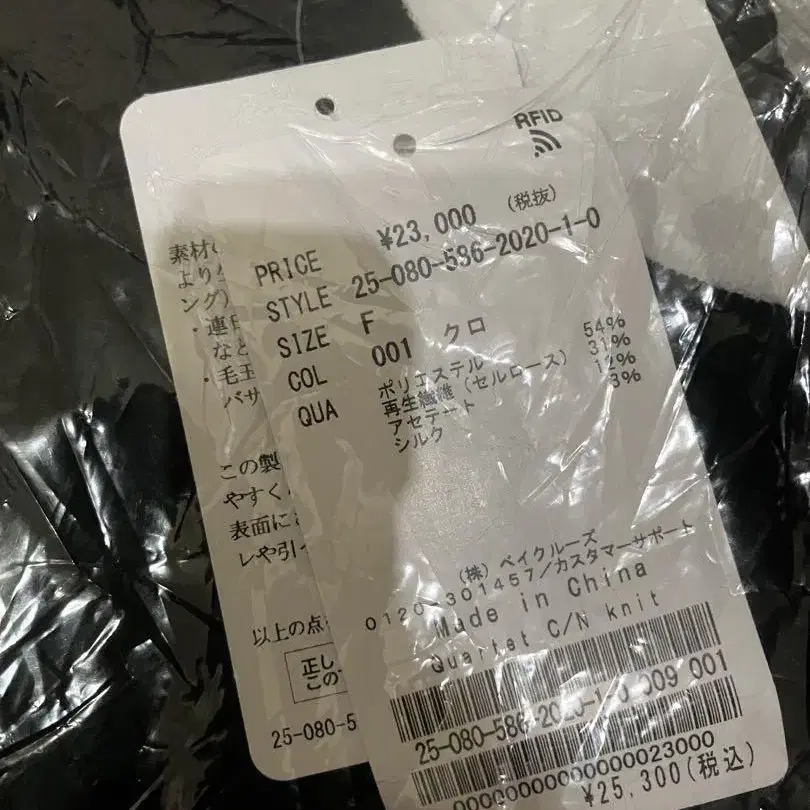 RFID
PRICE ¥23,000 (税抜)
STYLE 25-080-586-2020-1-0
SIZE F
COL 001 クロ
QUA ポリエステル 54%
再生繊維 (セルロース) 31%
アセテート 12%
シルク 3%
(株) ベイクルーズ
0120-301457/カスタマーサポート
Made in China
Quartet C/N knit
25-080-586-2020-1-0 009 001
0000000000000000023000
¥25,300(税込)
素材
より
ング)
・連日
など
・毛玉
バサ
この製
やすく
表面に
レや引
以上の点
正し
この
25-080-5